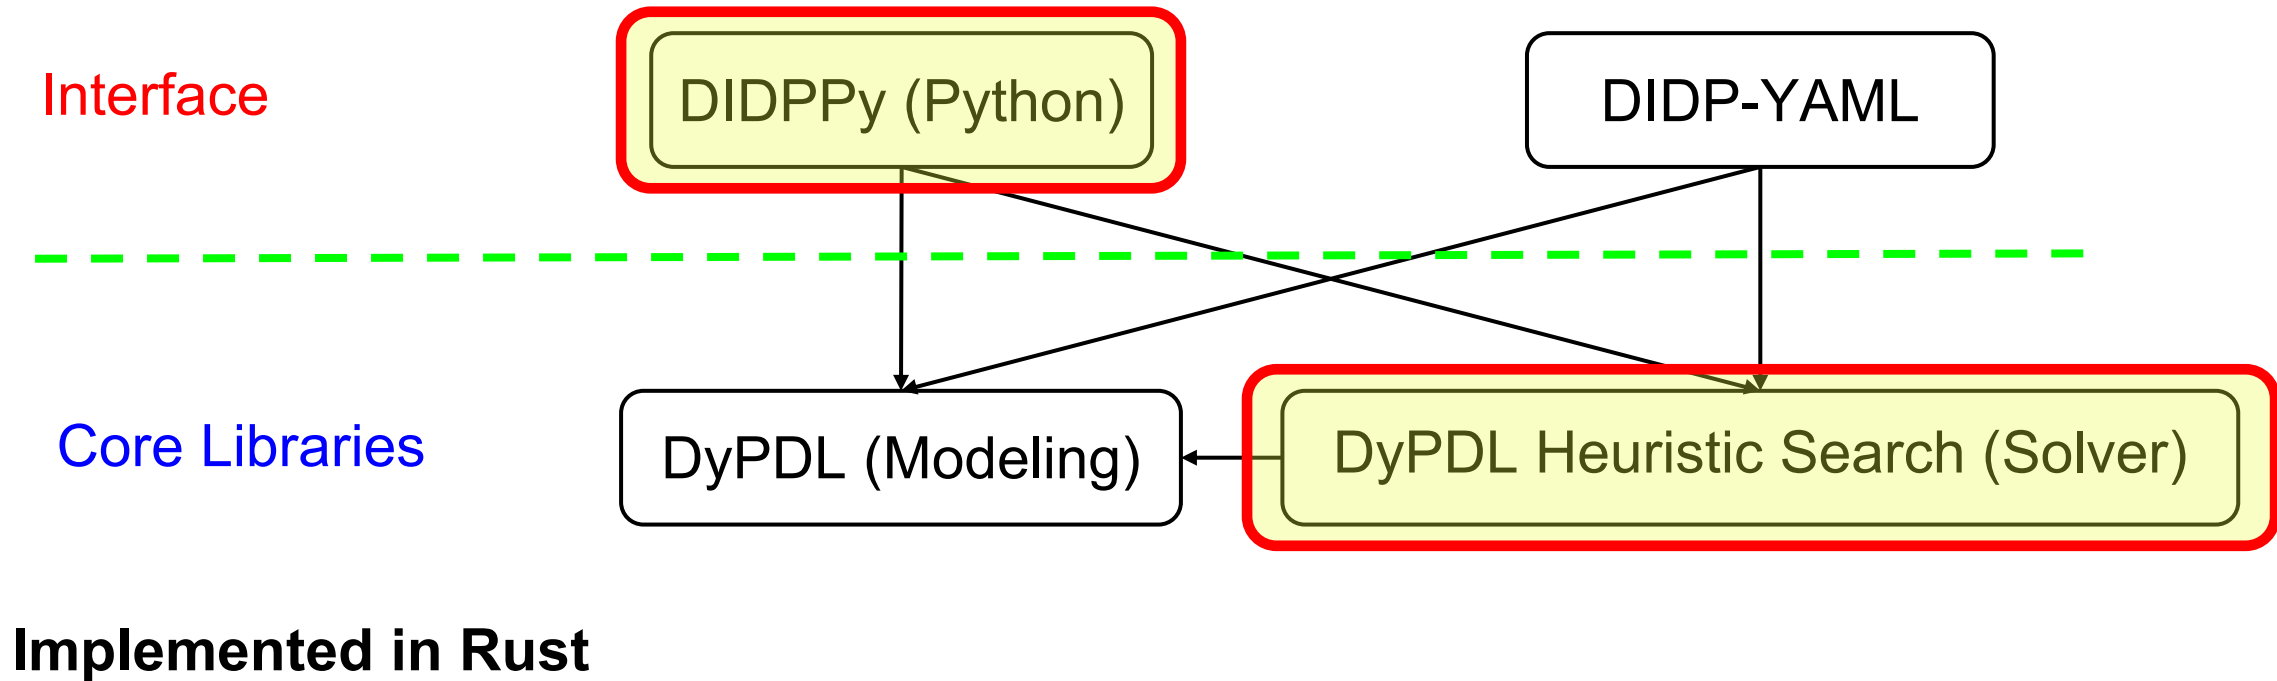 Interface
DIDPPy (Python)
DIDP-YAML
Core Libraries
DyPDL (Modeling)
DyPDL Heuristic Search (Solver)
Implemented in Rust